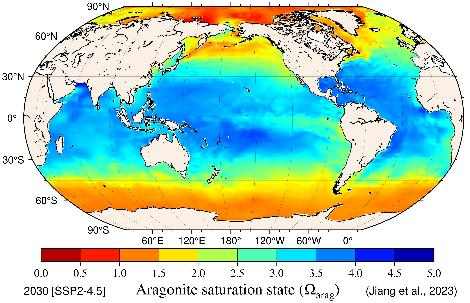 90°N
60°N
30°N
0°
30°S
60°S
90°S
60°E 120°E 180° 120°W 60°W 0°
0.0 0.5 1.0 1.5 2.0 2.5 3.0 3.5 4.0 4.5 5.0
2030 [SSP2-4.5] Aragonite saturation state (Ωarag) (Jiang et al., 2023)